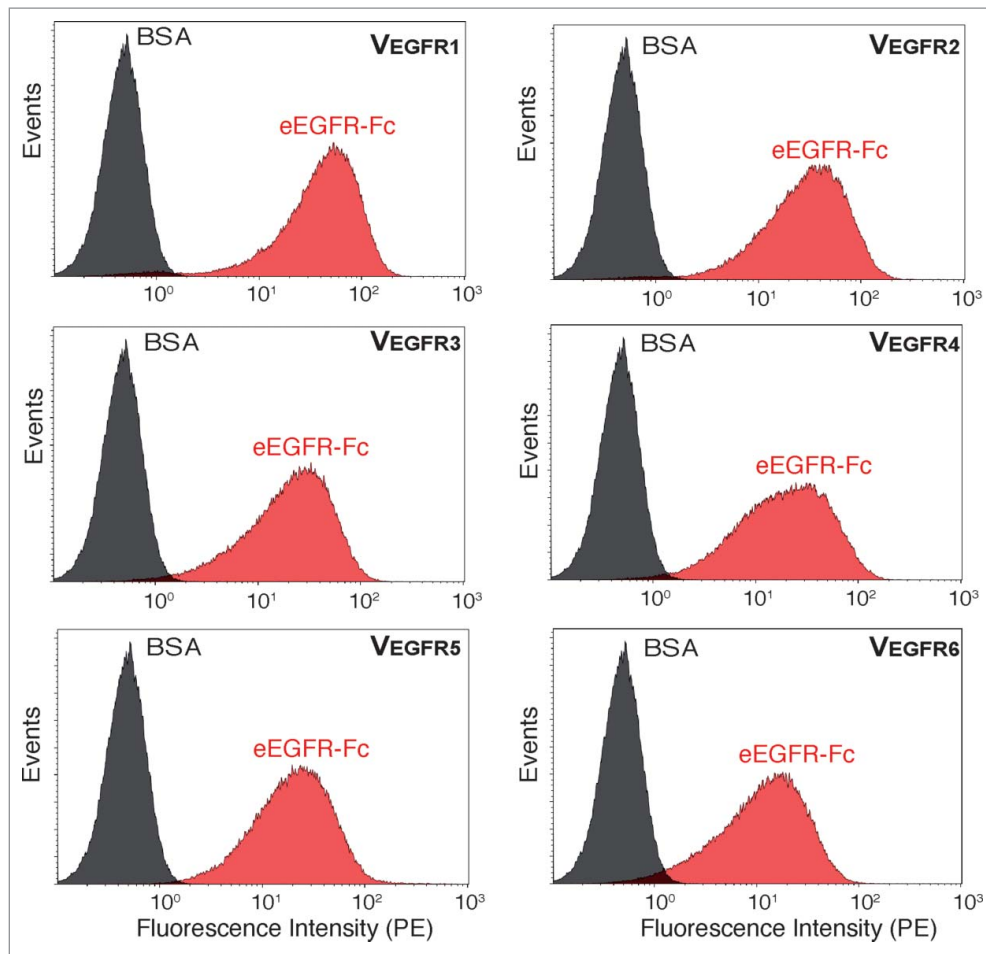 BSA VEGFR1
eEGFR-Fc
Events
10⁰ 10¹ 10² 10³
BSA VEGFR2
eEGFR-Fc
Events
10⁰ 10¹ 10² 10³
BSA VEGFR3
eEGFR-Fc
Events
10⁰ 10¹ 10² 10³
BSA VEGFR4
eEGFR-Fc
Events
10⁰ 10¹ 10² 10³
BSA VEGFR5
eEGFR-Fc
Events
10⁰ 10¹ 10² 10³
Fluorescence Intensity (PE)
BSA VEGFR6
eEGFR-Fc
Events
10⁰ 10¹ 10² 10³
Fluorescence Intensity (PE)